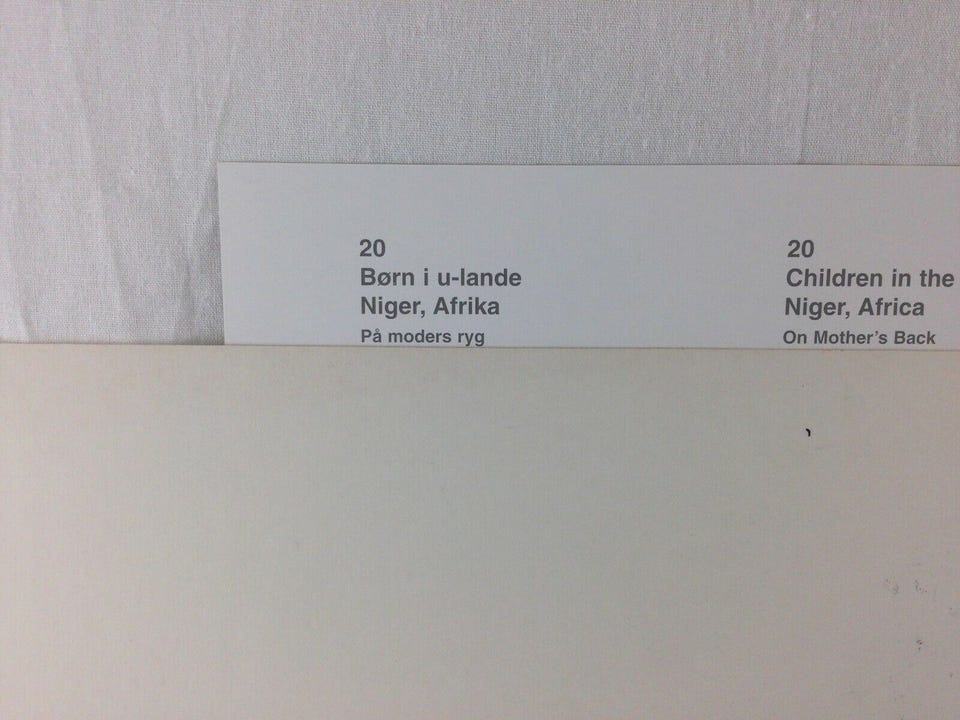 20
Børn i u-lande
Niger, Afrika
På moders ryg
20
Children in the
Niger, Africa
On Mother's Back